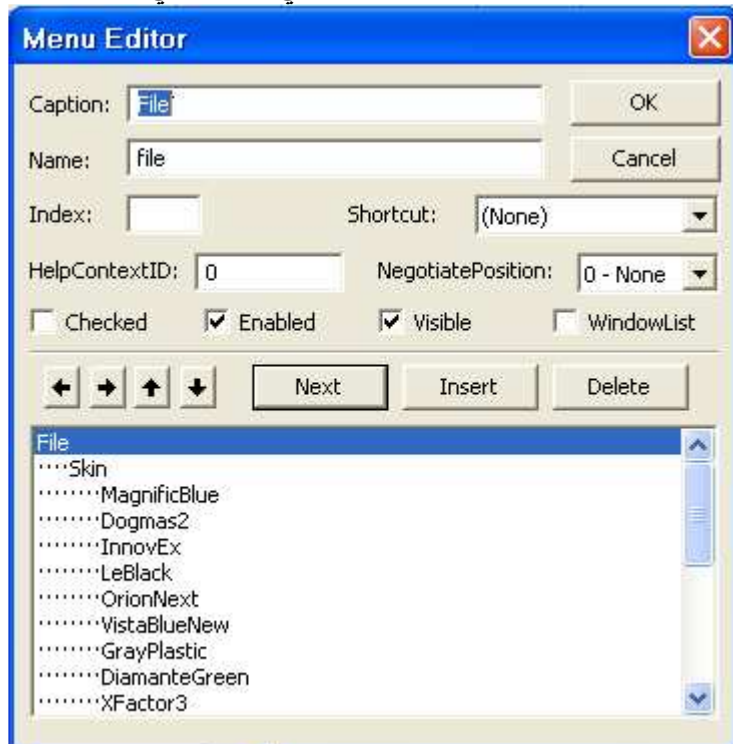 Menu Editor
Caption: File
OK
Name: file
Cancel
Index:
Shortcut: (None)
HelpContextID: 0
NegotiatePosition: 0 - None
Checked Enabled Visible WindowList
Next Insert Delete
File
····Skin
········MagnificBlue
········Dogmas2
········InnovEx
········LeBlack
········OrionNext
········VistaBlueNew
········GrayPlastic
········DiamanteGreen
········XFactor3